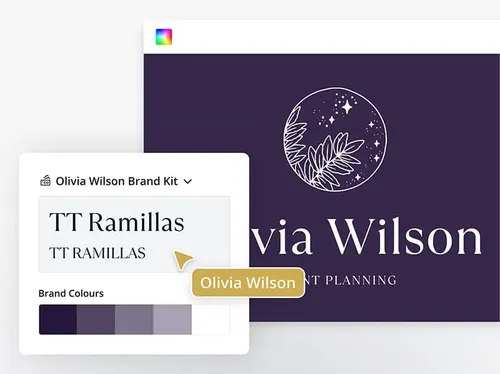 Olivia Wilson Brand Kit
TT Ramillas
TT RAMILLAS
Brand Colours
Olivia Wilson
via Wilson
NT PLANNING